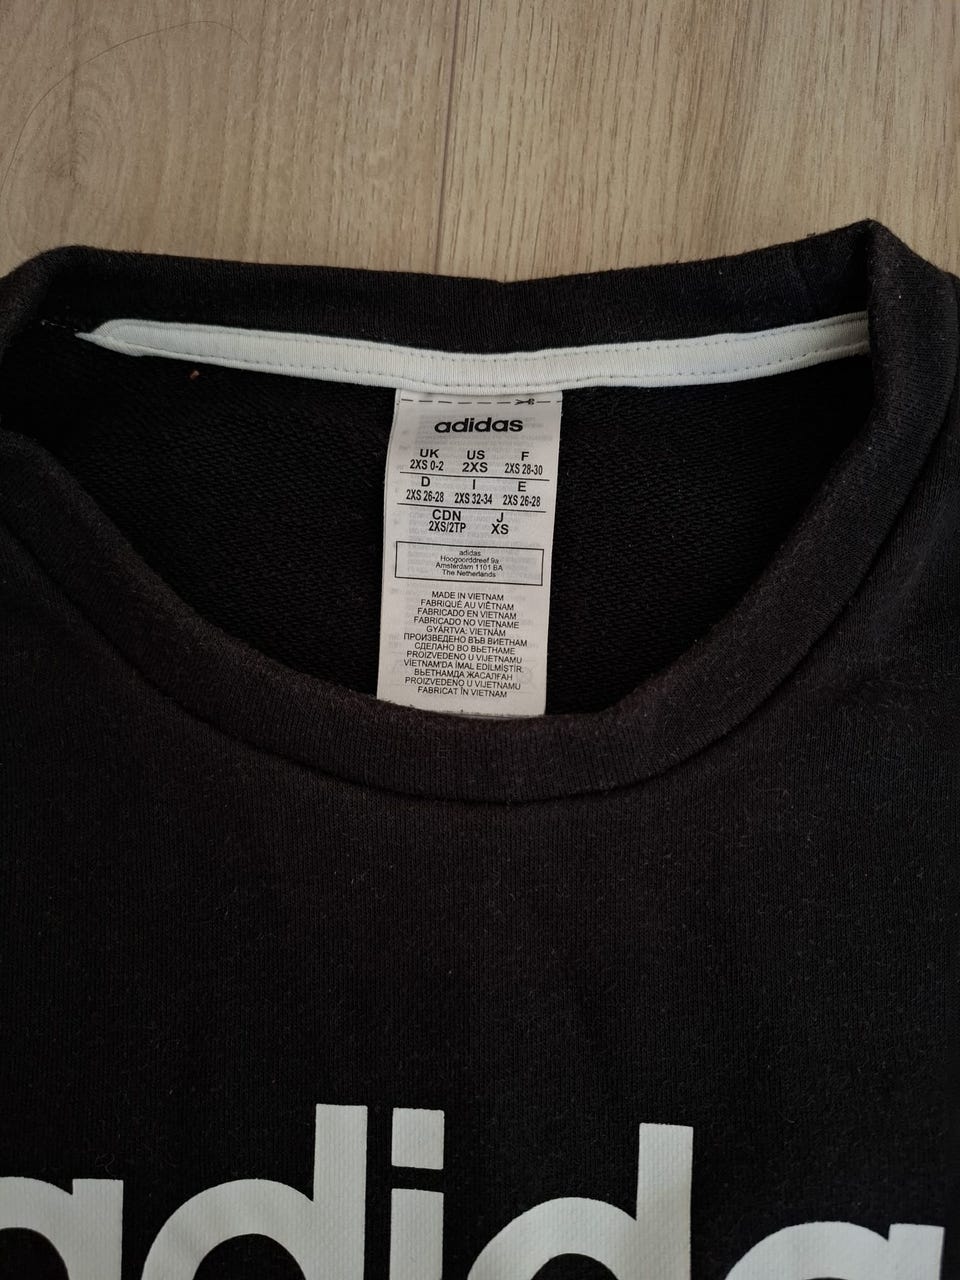 adidas
UK US F
2XS 0-2 2XS 2XS 28-30
D I E
2XS 26-28 2XS 32-34 2XS 26-28
CDN J
2XS/2TP XS
adidas
Hoogoorddreef 9a
Amsterdam 1101 BA
The Netherlands
MADE IN VIETNAM
FABRIQUÉ AU VIÊTNAM
FABRICADO EN VIETNAM
FABRICADO NO VIETNAME
GYÁRTVA: VIETNÁM
ПРОИЗВЕДЕНО ВЪВ ВИЕТНАМ
СДЕЛАНО ВО ВЬЕТНАМЕ
PROIZVEDENO U VIJETNAMU
VİETNAM'DA İMAL EDİLMİŞTİR.
ВЬЕТНАМДА ЖАСАЛҒАН
PROIZVEDENO U VIJETNAMU
FABRICAT ÎN VIETNAM
adida